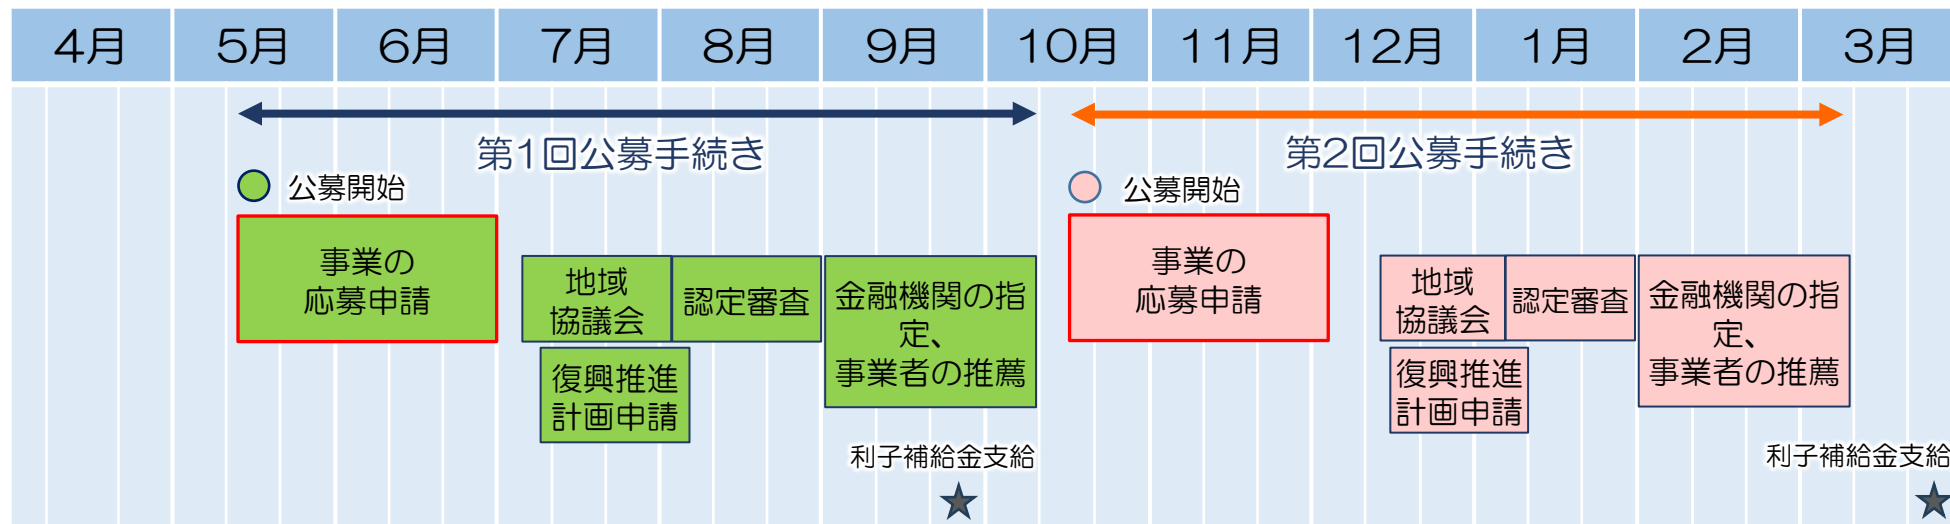 4月 5月 6月 7月 8月 9月 10月 11月 12月 1月 2月 3月
第1回公募手続き
公募開始
事業の
応募申請
地域
協議会
認定審査
金融機関の指
定、
事業者の推薦
復興推進
計画申請
利子補給金支給
第2回公募手続き
公募開始
事業の
応募申請
地域
協議会
認定審査
金融機関の指
定、
事業者の推薦
復興推進
計画申請
利子補給金支給